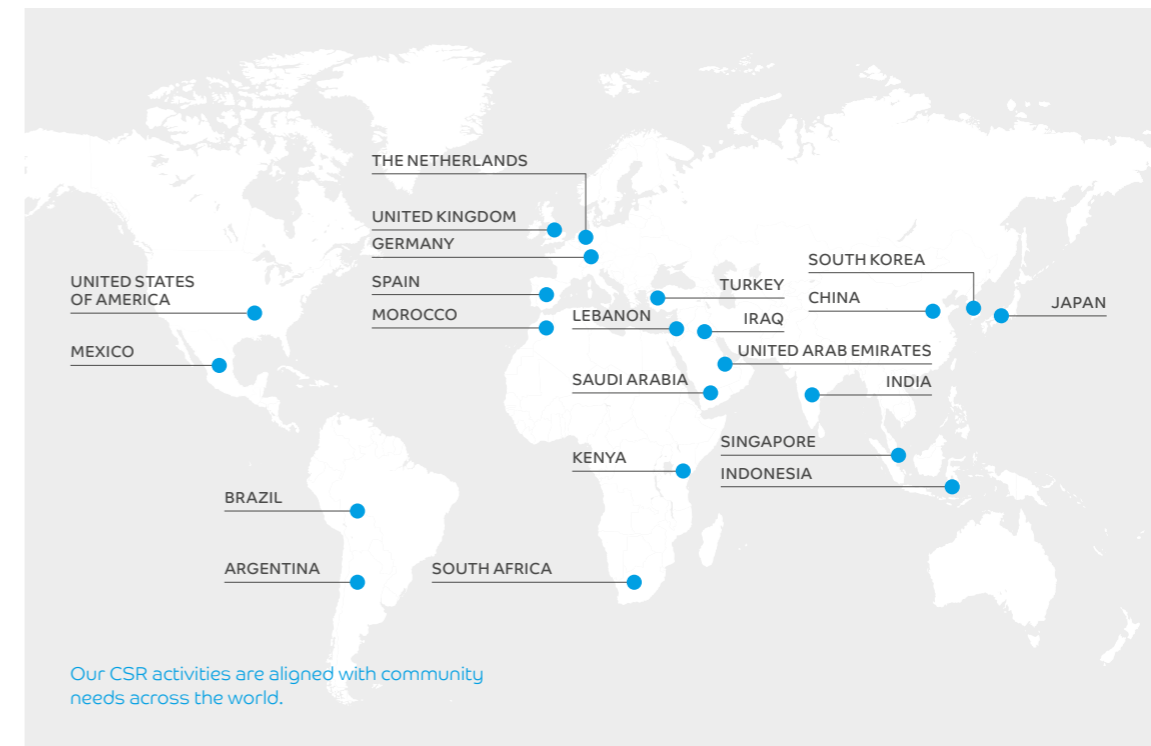 THE NETHERLANDS
UNITED KINGDOM
GERMANY
SOUTH KOREA
UNITED STATES
OF AMERICA
SPAIN
TURKEY
CHINA
JAPAN
MOROCCO
LEBANON
IRAQ
MEXICO
UNITED ARAB EMIRATES
SAUDI ARABIA
INDIA
SINGAPORE
KENYA
INDONESIA
BRAZIL
ARGENTINA
SOUTH AFRICA
Our CSR activities are aligned with community
needs across the world.